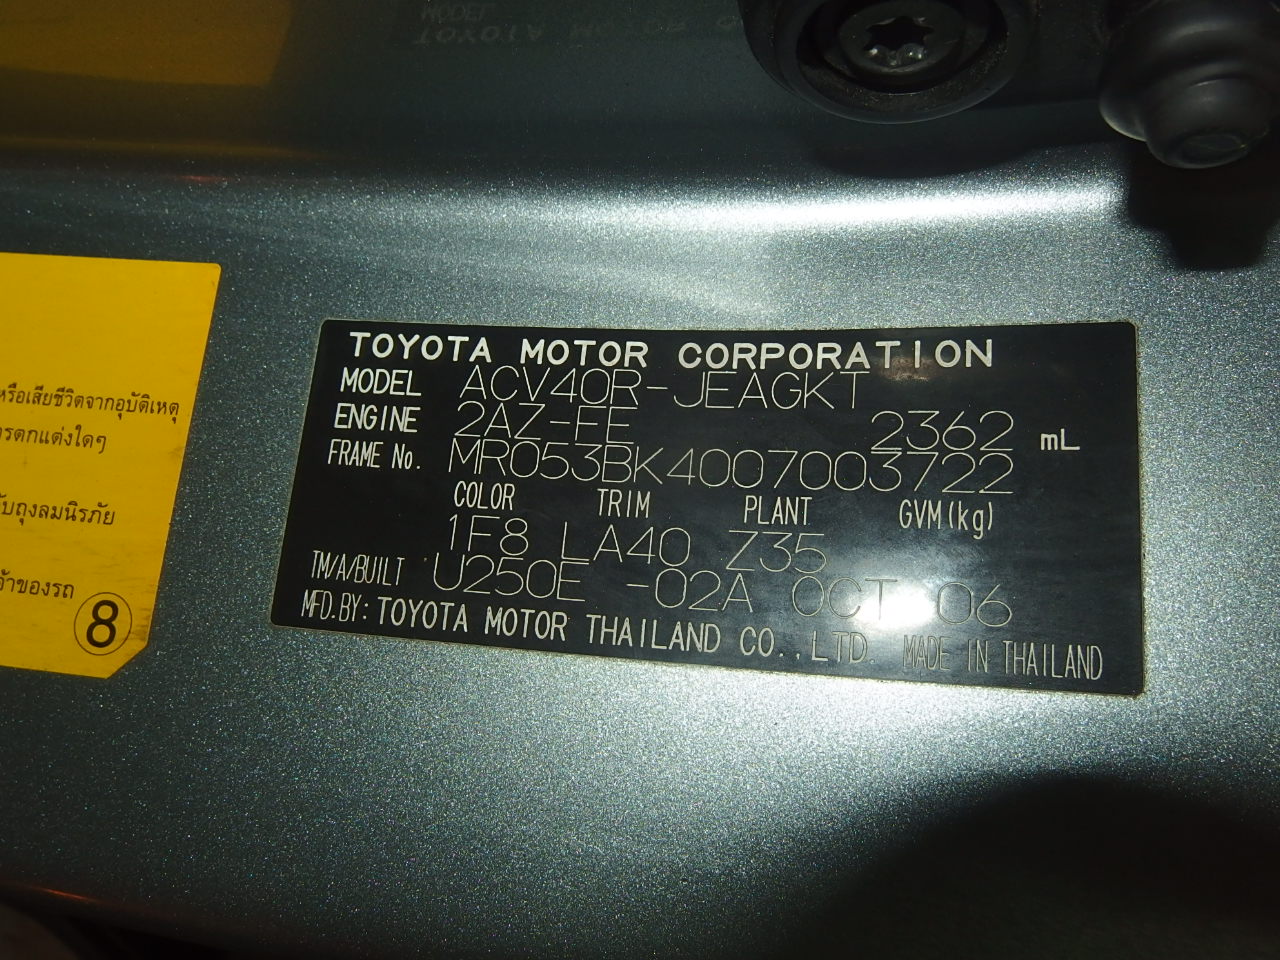 หรือเสียชีวิตจากอุบัติเหตุ
รตกแต่งใดๆ
ับถุงลมนิรภัย
จ้าของรถ
8
TOYOTA MOTOR CORPORATION
MODEL ACV40R-JEAGKT
ENGINE 2AZ-FE 2362 mL
FRAME No. MR053BK4007003722
COLOR TRIM PLANT GVM(kg)
1F8 LA40 Z35
TM/A/BUILT U250E -02A OCT 06
MFD.BY: TOYOTA MOTOR THAILAND CO.,LTD. MADE IN THAILAND